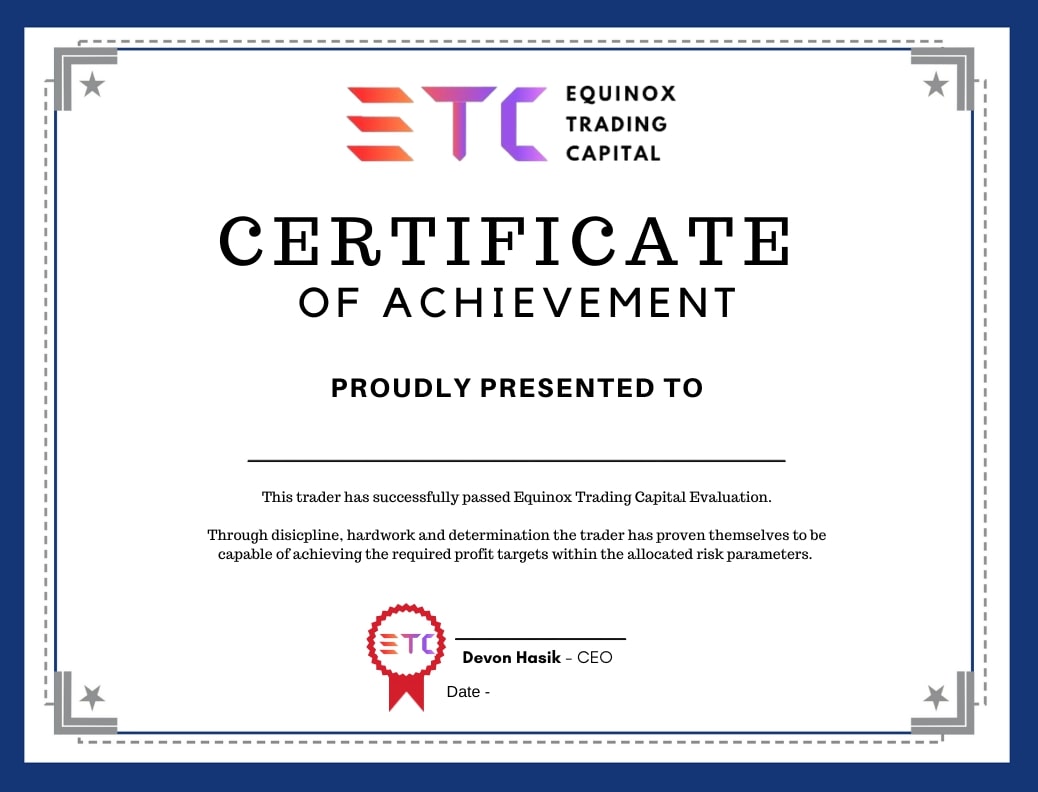 ETC
EQUINOX
TRADING
CAPITAL
CERTIFICATE
OF ACHIEVEMENT
PROUDLY PRESENTED TO
This trader has successfully passed Equinox Trading Capital Evaluation.
Through disicpline, hardwork and determination the trader has proven themselves to be
capable of achieving the required profit targets within the allocated risk parameters.
ETC
Devon Hasik - CEO
Date -